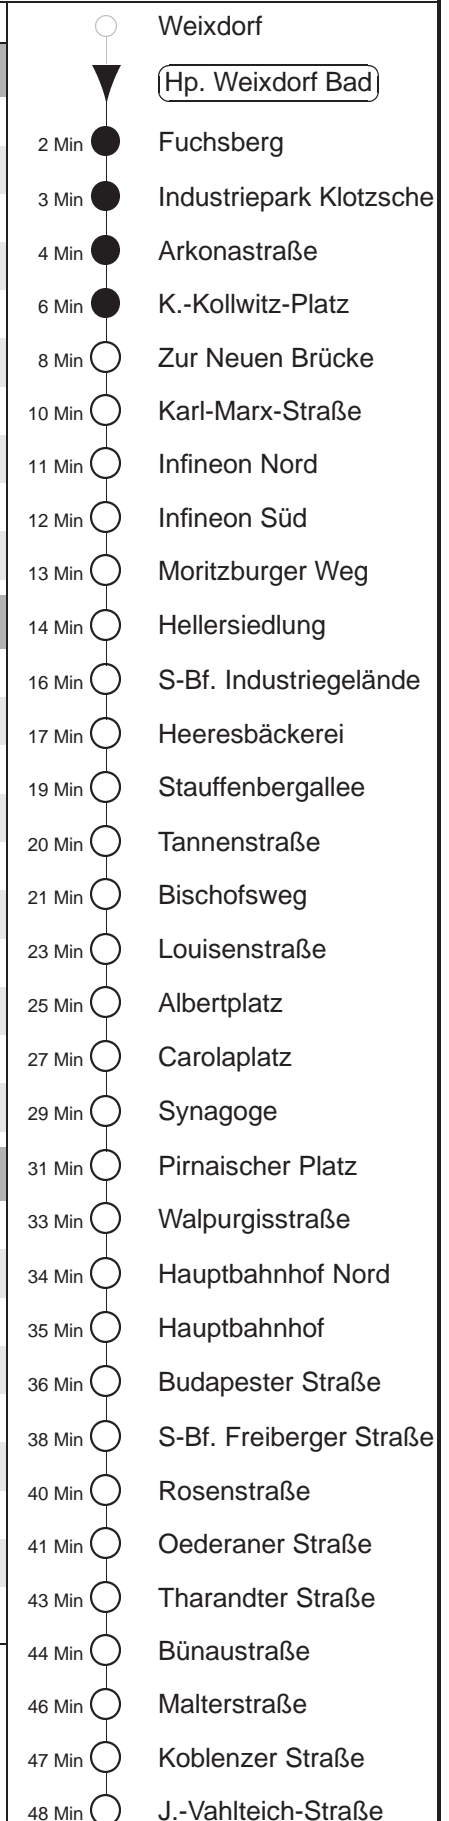 Weixdorf
Hp. Weixdorf Bad
2 Min Fuchsberg
3 Min Industriepark Klotzsche
4 Min Arkonastraße
6 Min K.-Kollwitz-Platz
8 Min Zur Neuen Brücke
10 Min Karl-Marx-Straße
11 Min Infineon Nord
12 Min Infineon Süd
13 Min Moritzburger Weg
14 Min Hellersiedlung
16 Min S-Bf. Industriegelände
17 Min Heeresbäckerei
19 Min Stauffenbergallee
20 Min Tannenstraße
21 Min Bischofsweg
23 Min Louisenstraße
25 Min Albertplatz
27 Min Carolaplatz
29 Min Synagoge
31 Min Pirnaischer Platz
33 Min Walpurgisstraße
34 Min Hauptbahnhof Nord
35 Min Hauptbahnhof
36 Min Budapester Straße
38 Min S-Bf. Freiberger Straße
40 Min Rosenstraße
41 Min Oederaner Straße
43 Min Tharandter Straße
44 Min Bünaustraße
46 Min Malterstraße
47 Min Koblenzer Straße
48 Min J.-Vahlteich-Straße